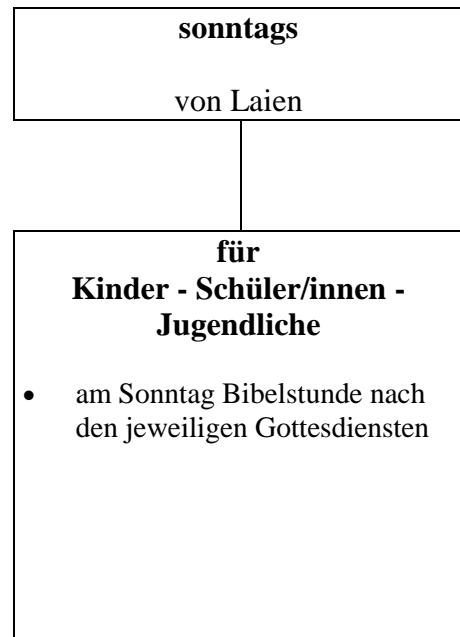 sonntags
von Laien
für
Kinder - Schüler/innen -
Jugendliche
• am Sonntag Bibelstunde nach
den jeweiligen Gottesdiensten